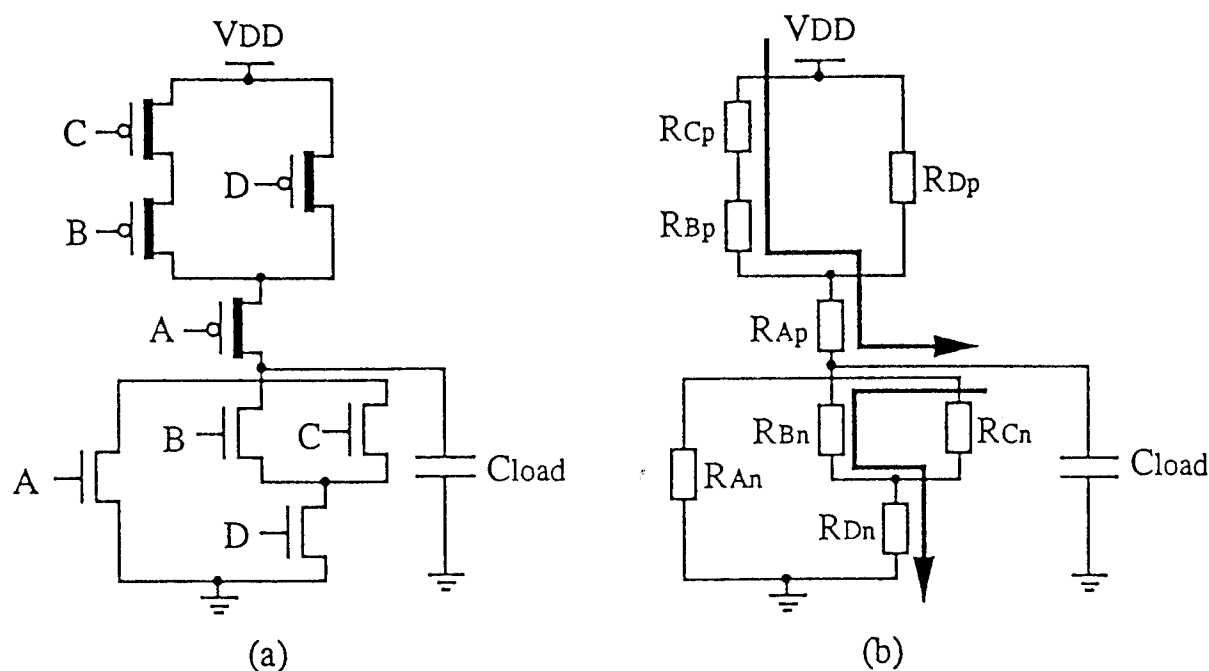 VDD
C
D
B
A
B
C
A
Cload
D
(a)
VDD
RCp
RDp
RBp
RAp
RBn
RCn
RAn
Cload
RDn
(b)